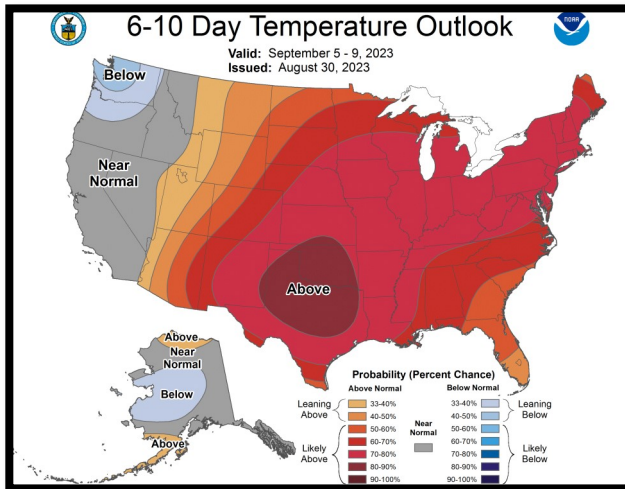 6-10 Day Temperature Outlook
Valid: September 5 - 9, 2023
Issued: August 30, 2023
NOAA
Below
Near
Normal
Above
Above
Near
Normal
Below
Above
Probability (Percent Chance)
Above Normal
Below Normal
Leaning
Above
33-40%
40-50%
Likely
Above
50-60%
60-70%
70-80%
80-90%
90-100%
Near
Normal
33-40%
40-50%
Leaning
Below
50-60%
60-70%
70-80%
80-90%
90-100%
Likely
Below